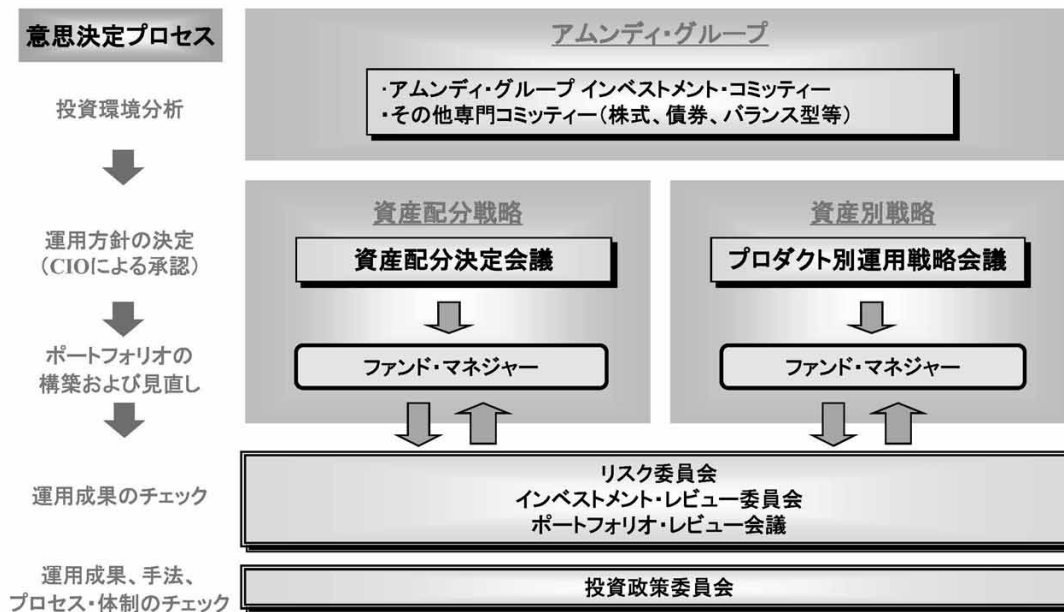 意思決定プロセス
アムンディ・グループ
・アムンディ・グループ インベストメント・コミッティー
・その他専門コミッティー（株式、債券、バランス型等）
投資環境分析
資産配分戦略
資産別戦略
運用方針の決定
（CIOによる承認）
資産配分決定会議
プロダクト別運用戦略会議
ポートフォリオの
構築および見直し
ファンド・マネジャー
ファンド・マネジャー
運用成果のチェック
リスク委員会
インベストメント・レビュー委員会
ポートフォリオ・レビュー会議
運用成果、手法、
プロセス・体制のチェック
投資政策委員会